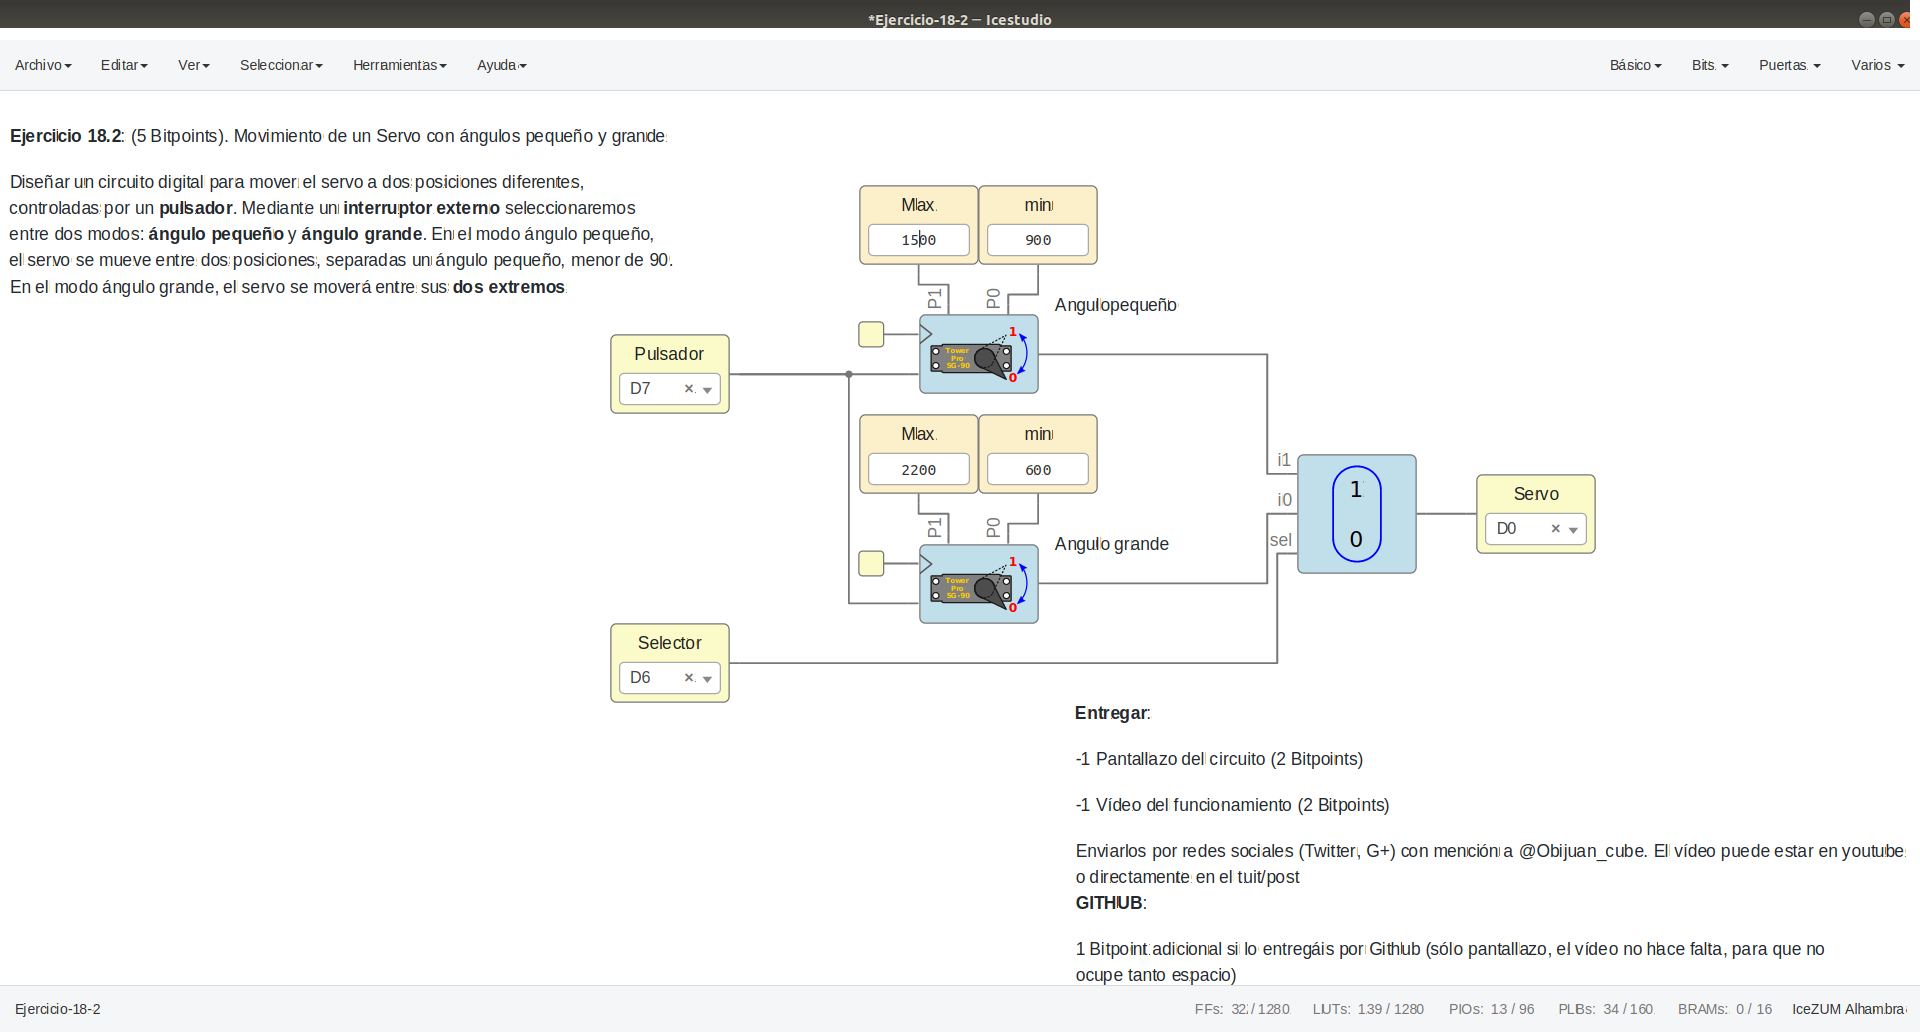 *Ejercicio-18-2 – Icestudio
Archivo Editar Ver Seleccionar Herramientas Ayuda Básico Bits Puertas Varios
Ejercicio 18.2: (5 Bitpoints). Movimiento de un Servo con ángulos pequeño y grande
Diseñar un circuito digital para mover el servo a dos posiciones diferentes,
controladas por un pulsador. Mediante un interruptor externo seleccionaremos
entre dos modos: ángulo pequeño y ángulo grande. En el modo ángulo pequeño,
el servo se mueve entre dos posiciones, separadas un ángulo pequeño, menor de 90.
En el modo ángulo grande, el servo se moverá entre sus dos extremos
Max min
1500 900
P1 P0
Angulo pequeño
Tower
Pro
SG-90
1
0
Pulsador
D7 ×
Max min
2200 600
P1 P0
Angulo grande
Tower
Pro
SG-90
1
0
i1
i0
sel
1
0
Servo
D0 ×
Selector
D6 ×
Entregar:
-1 Pantallazo del circuito (2 Bitpoints)
-1 Vídeo del funcionamiento (2 Bitpoints)
Enviarlos por redes sociales (Twitter, G+) con mención a @Obijuan_cube. El vídeo puede estar en youtube
o directamente en el tuit/post
GITHUB:
1 Bitpoint adicional si lo entregáis por Github (sólo pantallazo, el vídeo no hace falta, para que no
ocupe tanto espacio)
Ejercicio-18-2 FFs: 32 / 1280 LUTs: 139 / 1280 PIOs: 13 / 96 PLBs: 34 / 160 BRAMs: 0 / 16 IceZUM Alhambra